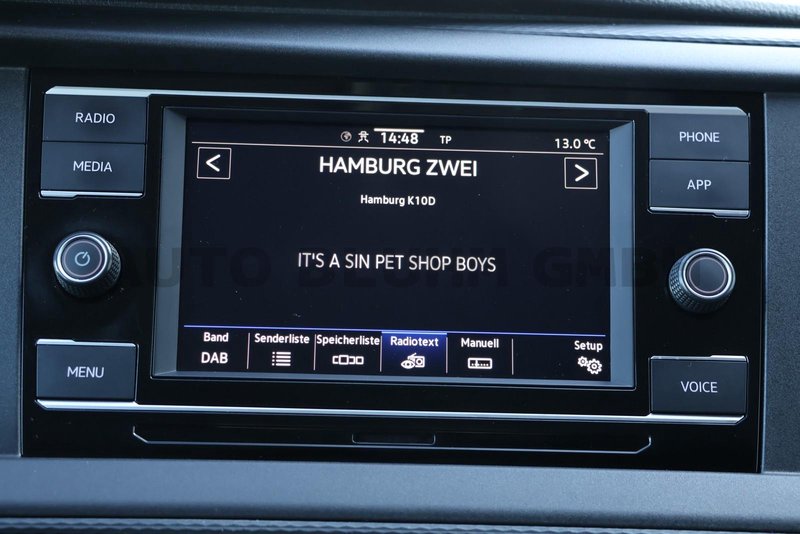 RADIO
MEDIA
MENU
14:48 TP 13.0 °C
HAMBURG ZWEI
Hamburg K10D
IT'S A SIN PET SHOP BOYS
Band
DAB
Senderliste
Speicherliste
Radiotext
Manuell
Setup
PHONE
APP
VOICE